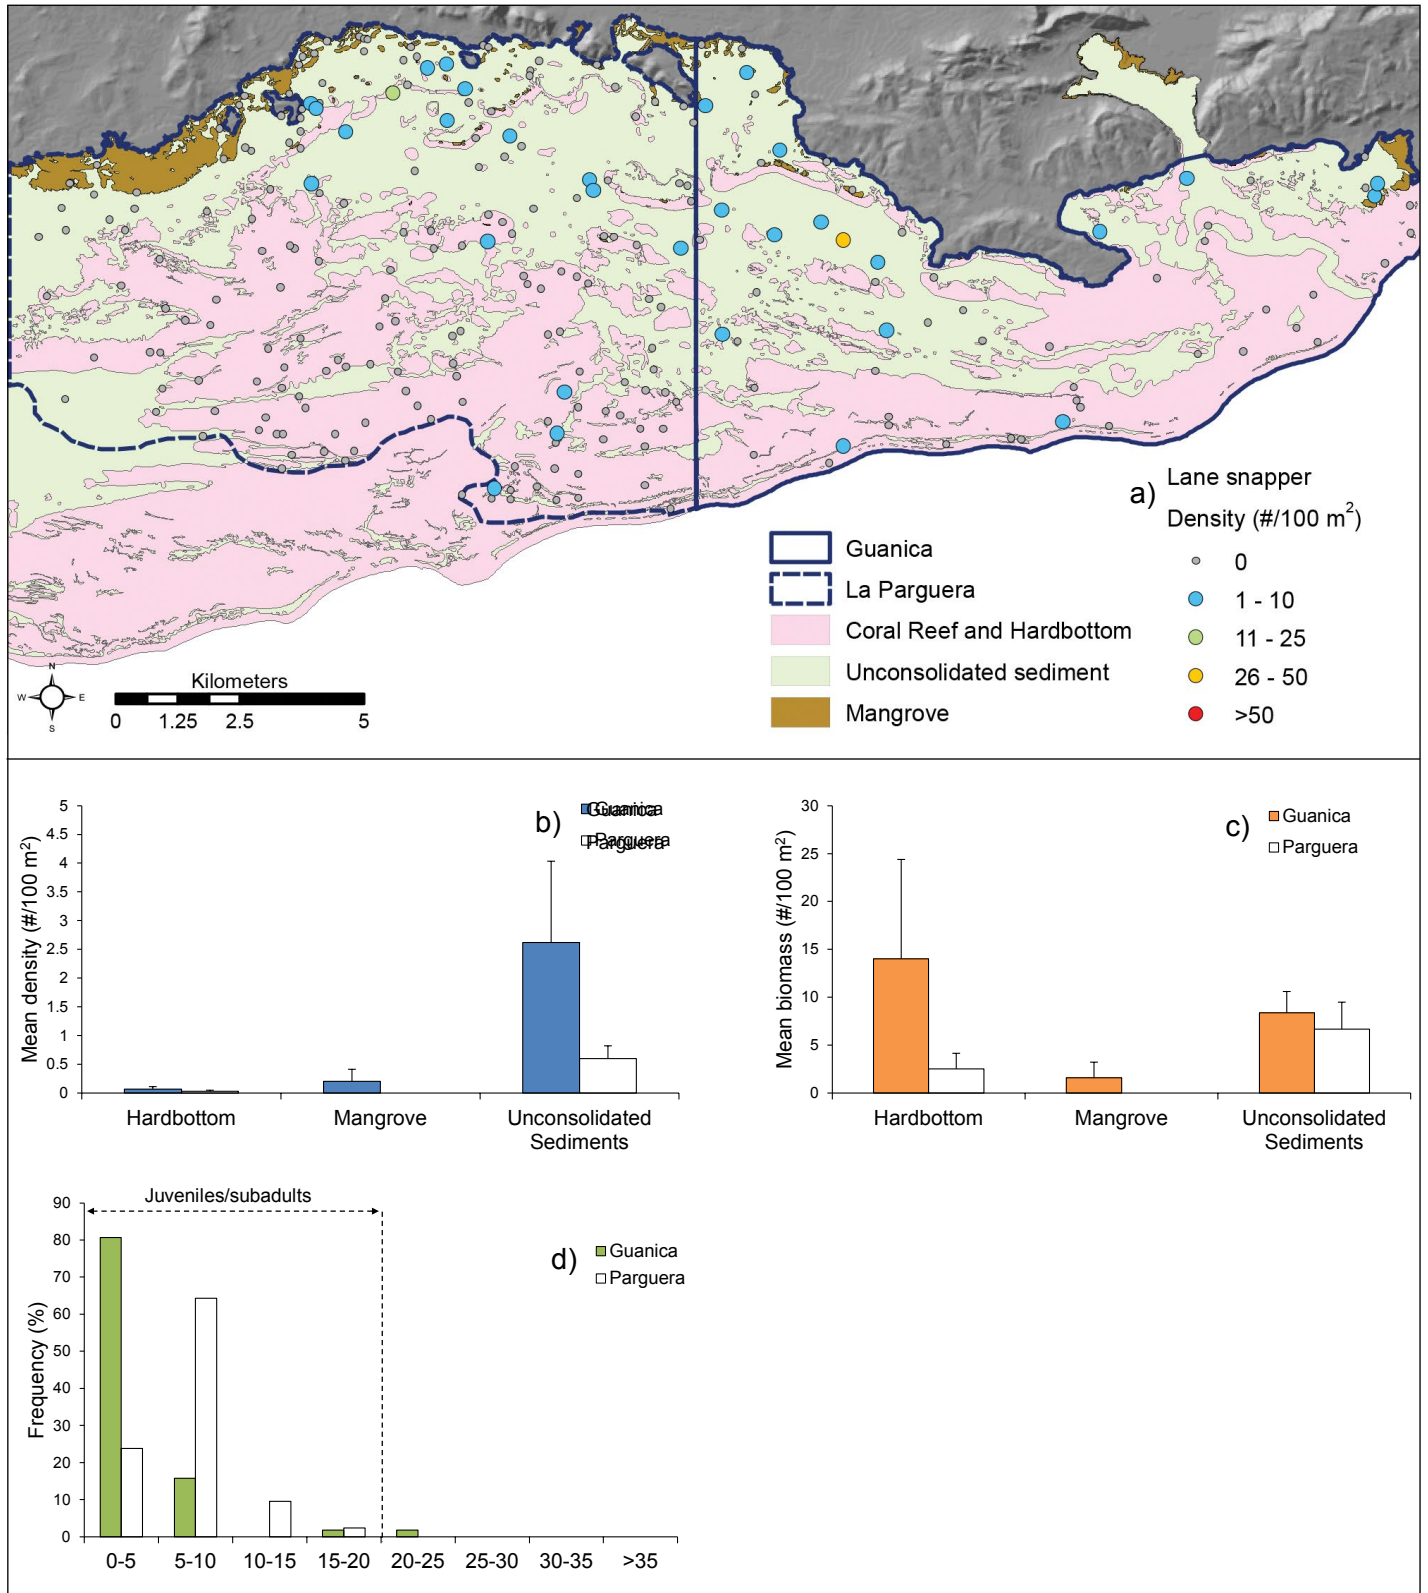 a) Lane snapper
Density (#/100 m²)
0
1 - 10
11 - 25
26 - 50
>50
Guanica
La Parguera
Coral Reef and Hardbottom
Unconsolidated sediment
Mangrove
N
W E
S
Kilometers
0 1.25 2.5 5
b)
Guanica
Guanica
Parguera
Parguera
Mean density (#/100 m²)
5
4.5
4
3.5
3
2.5
2
1.5
1
0.5
0
Hardbottom Mangrove Unconsolidated
Sediments
c)
Guanica
Parguera
Mean biomass (#/100 m²)
30
25
20
15
10
5
0
Hardbottom Mangrove Unconsolidated
Sediments
Juveniles/subadults
d)
Guanica
Parguera
Frequency (%)
90
80
70
60
50
40
30
20
10
0
0-5 5-10 10-15 15-20 20-25 25-30 30-35 >35